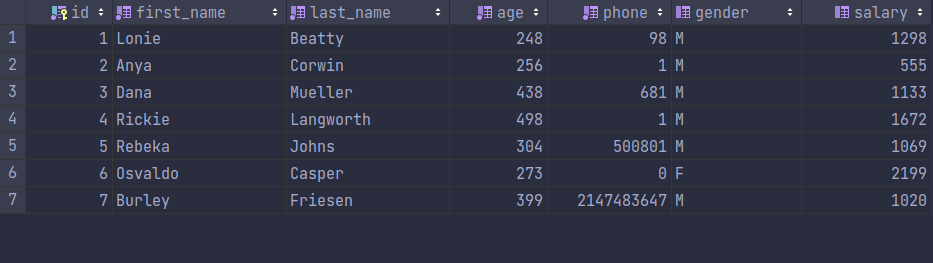 id first_name last_name age phone gender salary
1 1 Lonie Beatty 248 98 M 1298
2 2 Anya Corwin 256 1 M 555
3 3 Dana Mueller 438 681 M 1133
4 4 Rickie Langworth 498 1 M 1672
5 5 Rebeka Johns 304 500801 M 1069
6 6 Osvaldo Casper 273 0 F 2199
7 7 Burley Friesen 399 2147483647 M 1020